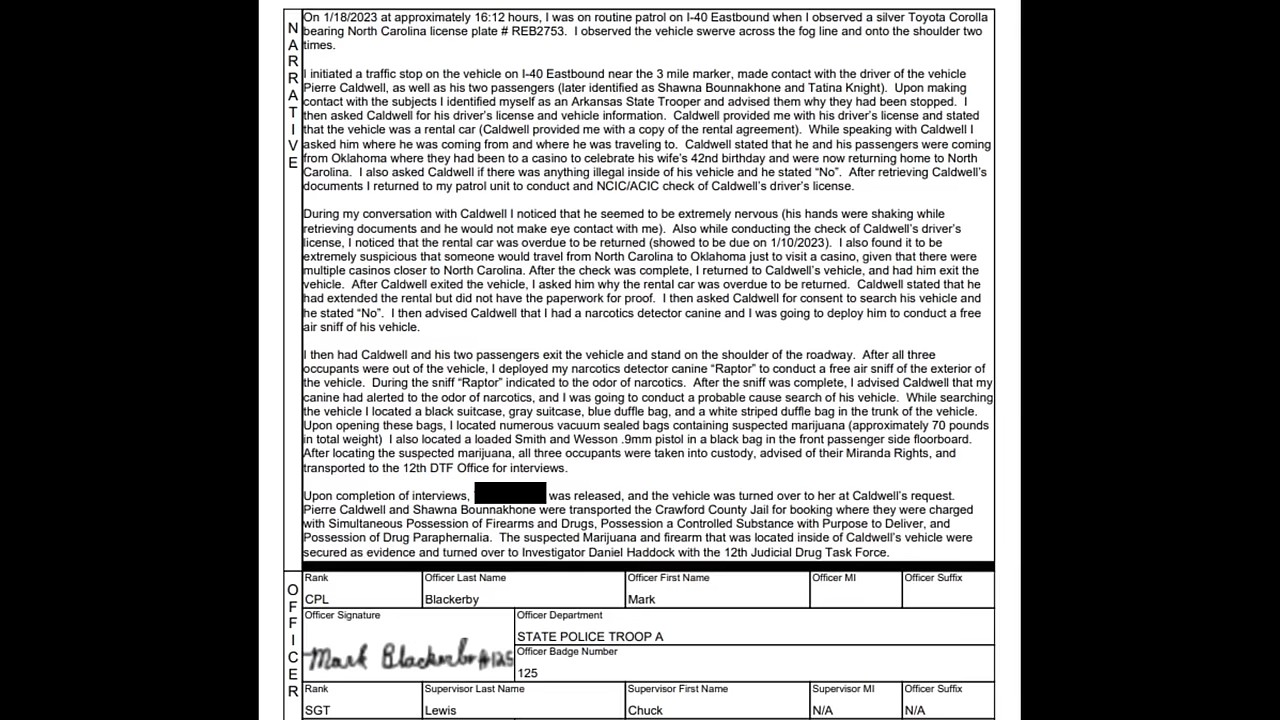 NARRATIVE
On 1/18/2023 at approximately 16:12 hours, I was on routine patrol on I-40 Eastbound when I observed a silver Toyota Corolla
bearing North Carolina license plate # REB2753.  I observed the vehicle swerve across the fog line and onto the shoulder two
times.
I initiated a traffic stop on the vehicle on I-40 Eastbound near the 3 mile marker, made contact with the driver of the vehicle
Pierre Caldwell, as well as his two passengers (later identified as Shawna Bounnakhone and Tatina Knight).  Upon making
contact with the subjects I identified myself as an Arkansas State Trooper and advised them why they had been stopped.  I
then asked Caldwell for his driver's license and vehicle information.  Caldwell provided me with his driver's license and stated
that the vehicle was a rental car (Caldwell provided me with a copy of the rental agreement).  While speaking with Caldwell I
asked him where he was coming from and where he was traveling to.  Caldwell stated that he and his passengers were coming
from Oklahoma where they had been to a casino to celebrate his wife's 42nd birthday and were now returning home to North
Carolina.  I also asked Caldwell if there was anything illegal inside of his vehicle and he stated "No".  After retrieving Caldwell's
documents I returned to my patrol unit to conduct and NCIC/ACIC check of Caldwell's driver's license.
During my conversation with Caldwell I noticed that he seemed to be extremely nervous (his hands were shaking while
retrieving documents and he would not make eye contact with me).  Also while conducting the check of Caldwell's driver's
license, I noticed that the rental car was overdue to be returned (showed to be due on 1/10/2023).  I also found it to be
extremely suspicious that someone would travel from North Carolina to Oklahoma just to visit a casino, given that there were
multiple casinos closer to North Carolina. After the check was complete, I returned to Caldwell's vehicle, and had him exit the
vehicle.  After Caldwell exited the vehicle, I asked him why the rental car was overdue to be returned.  Caldwell stated that he
had extended the rental but did not have the paperwork for proof.  I then asked Caldwell for consent to search his vehicle and
he stated "No".  I then advised Caldwell that I had a narcotics detector canine and I was going to deploy him to conduct a free
air sniff of his vehicle.
I then had Caldwell and his two passengers exit the vehicle and stand on the shoulder of the roadway.  After all three
occupants were out of the vehicle, I deployed my narcotics detector canine "Raptor" to conduct a free air sniff of the exterior of
the vehicle.  During the sniff "Raptor" indicated to the odor of narcotics.  After the sniff was complete, I advised Caldwell that my
canine had alerted to the odor of narcotics, and I was going to conduct a probable cause search of his vehicle.  While searching
the vehicle I located a black suitcase, gray suitcase, blue duffle bag, and a white striped duffle bag in the trunk of the vehicle.
Upon opening these bags, I located numerous vacuum sealed bags containing suspected marijuana (approximately 70 pounds
in total weight)  I also located a loaded Smith and Wesson .9mm pistol in a black bag in the front passenger side floorboard.
After locating the suspected marijuana, all three occupants were taken into custody, advised of their Miranda Rights, and
transported to the 12th DTF Office for interviews.
Upon completion of interviews, was released, and the vehicle was turned over to her at Caldwell's request.
Pierre Caldwell and Shawna Bounnakhone were transported the Crawford County Jail for booking where they were charged
with Simultaneous Possession of Firearms and Drugs, Possession a Controlled Substance with Purpose to Deliver, and
Possession of Drug Paraphernalia.  The suspected Marijuana and firearm that was located inside of Caldwell's vehicle were
secured as evidence and turned over to Investigator Daniel Haddock with the 12th Judicial Drug Task Force.
OFFICER
Rank Officer Last Name Officer First Name Officer MI Officer Suffix
CPL Blackerby Mark
Officer Signature Officer Department
STATE POLICE TROOP A
Mark Blackerby #125
Officer Badge Number
125
Rank Supervisor Last Name Supervisor First Name Supervisor MI Officer Suffix
SGT Lewis Chuck N/A N/A